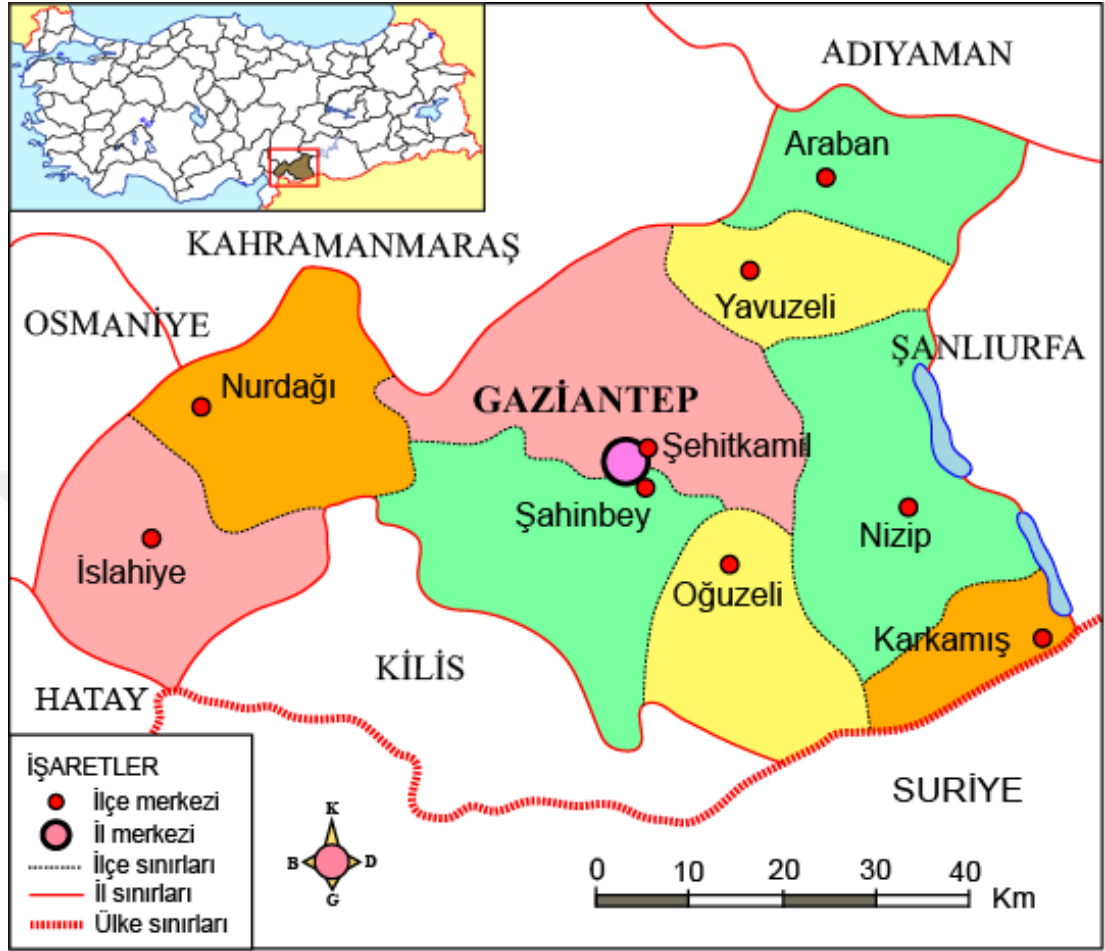 ADIYAMAN
Araban
KAHRAMANMARAŞ
Yavuzeli
OSMANİYE
ŞANLIURFA
Nurdağı
GAZİANTEP
Şehitkamil
Şahinbey
Nizip
İslahiye
Oğuzeli
Karkamış
KİLİS
HATAY
SURİYE
İŞARETLER
İlçe merkezi
İl merkezi
İlçe sınırları
İl sınırları
Ülke sınırları
K
B D
G
0 10 20 30 40
Km